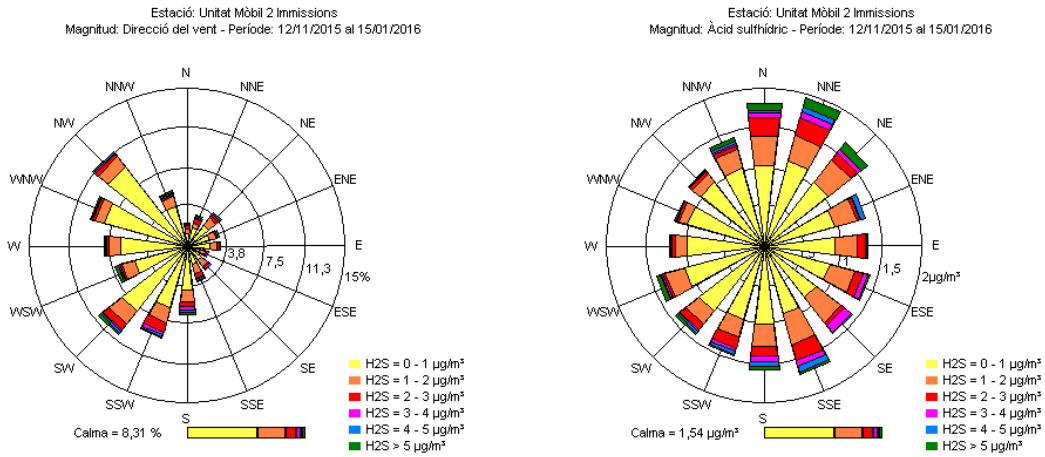 Estació: Unitat Mòbil 2 Immissions
Magnitud: Direcció del vent - Període: 12/11/2015 al 15/01/2016
N
NNW
NNE
NW
NE
WNW
ENE
W
E
3,8
7,5
11,3
15%
WSW
ESE
SW
SE
SSW
SSE
S
Calma = 8,31 %
H2S = 0 - 1 µg/m³
H2S = 1 - 2 µg/m³
H2S = 2 - 3 µg/m³
H2S = 3 - 4 µg/m³
H2S = 4 - 5 µg/m³
H2S > 5 µg/m³
Estació: Unitat Mòbil 2 Immissions
Magnitud: Àcid sulfhídric - Període: 12/11/2015 al 15/01/2016
N
NNW
NNE
NW
NE
WNW
ENE
W
E
1
1,5
2µg/m³
WSW
ESE
SW
SE
SSW
SSE
S
Calma = 1,54 µg/m³
H2S = 0 - 1 µg/m³
H2S = 1 - 2 µg/m³
H2S = 2 - 3 µg/m³
H2S = 3 - 4 µg/m³
H2S = 4 - 5 µg/m³
H2S > 5 µg/m³